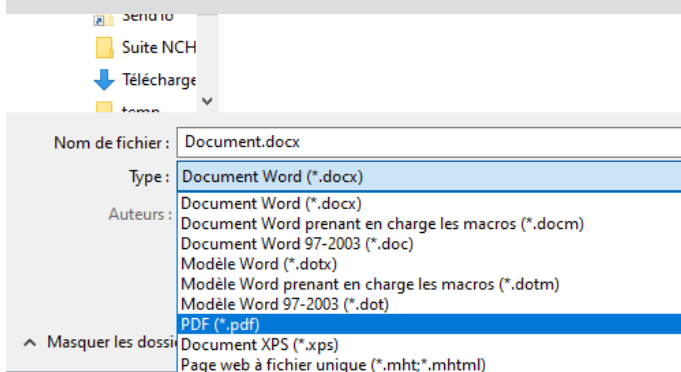 Send to
Suite NCH
Télécharge
temp
Nom de fichier : Document.docx
Type : Document Word (*.docx)
Auteurs :
Document Word (*.docx)
Document Word prenant en charge les macros (*.docm)
Document Word 97-2003 (*.doc)
Modèle Word (*.dotx)
Modèle Word prenant en charge les macros (*.dotm)
Modèle Word 97-2003 (*.dot)
PDF (*.pdf)
Masquer les dossi
Document XPS (*.xps)
Page web à fichier unique (*.mht;*.mhtml)